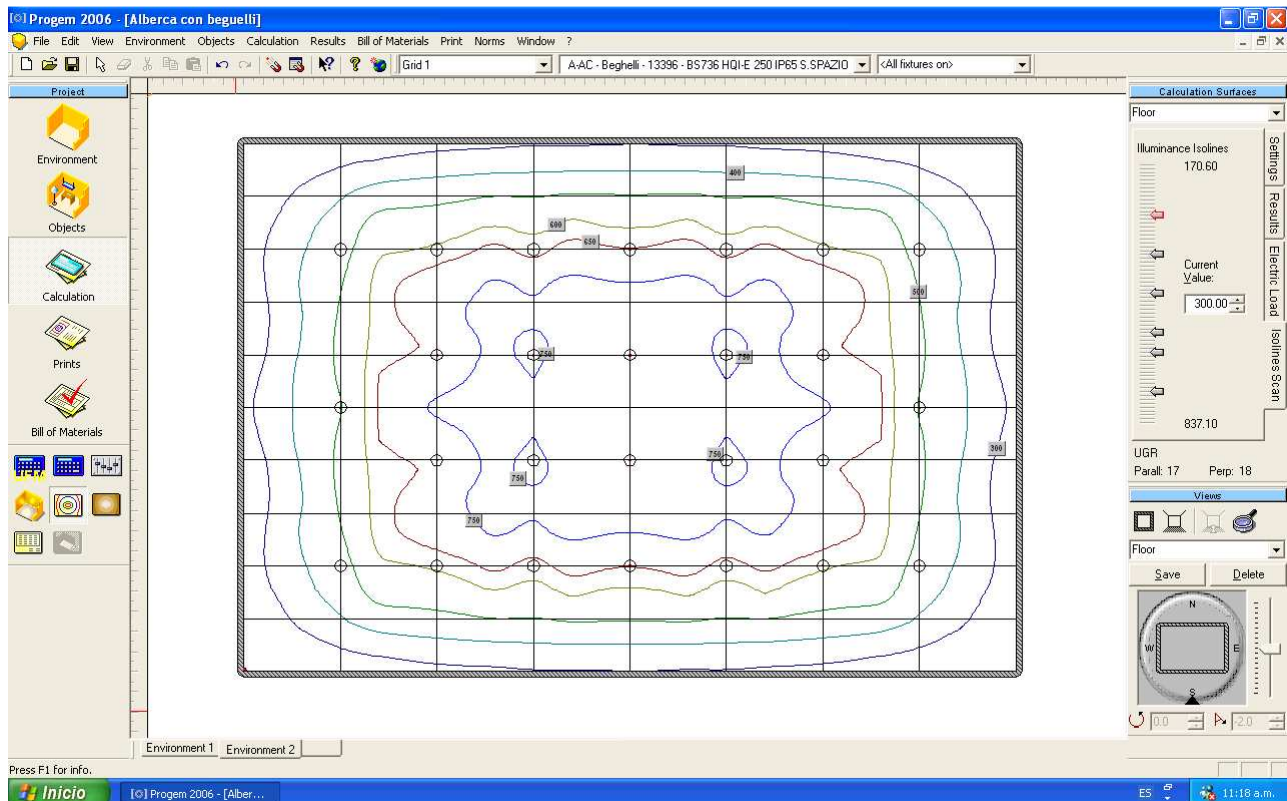 Progem 2006 - [Alberca con beguelli]
File Edit View Environment Objects Calculation Results Bill of Materials Print Norms Window ?
Grid 1 A-AC - Beghelli - 13396 - BS736 HQI-E 250 IP65 S.SPAZIO <All fixtures on>
Project
Environment
Objects
Calculation
Prints
Bill of Materials
400
600
650
500
750
750
300
750
750
750
Calculation Surfaces
Floor
Illuminance Isolines
170.60
Current
Value:
300.00
837.10
Settings
Results
Electric Load
Isolines Scan
UGR
Parall: 17 Perp: 18
Views
Floor
Save Delete
N
W E
S
0.0 -2.0
Environment 1 Environment 2
Press F1 for info.
Inicio [O] Progem 2006 - [Alber... ES 11:18 a.m.